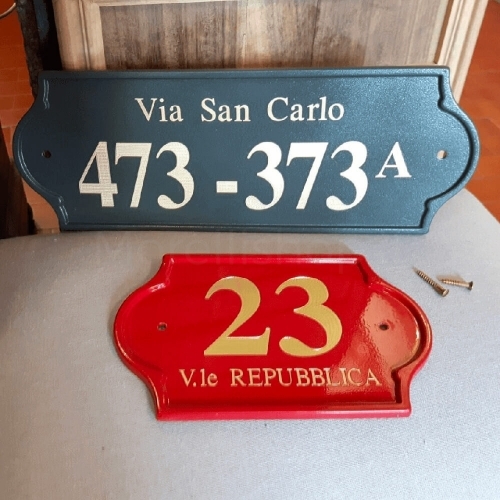 Via San Carlo
473-373A
23
V.le REPUBBLICA